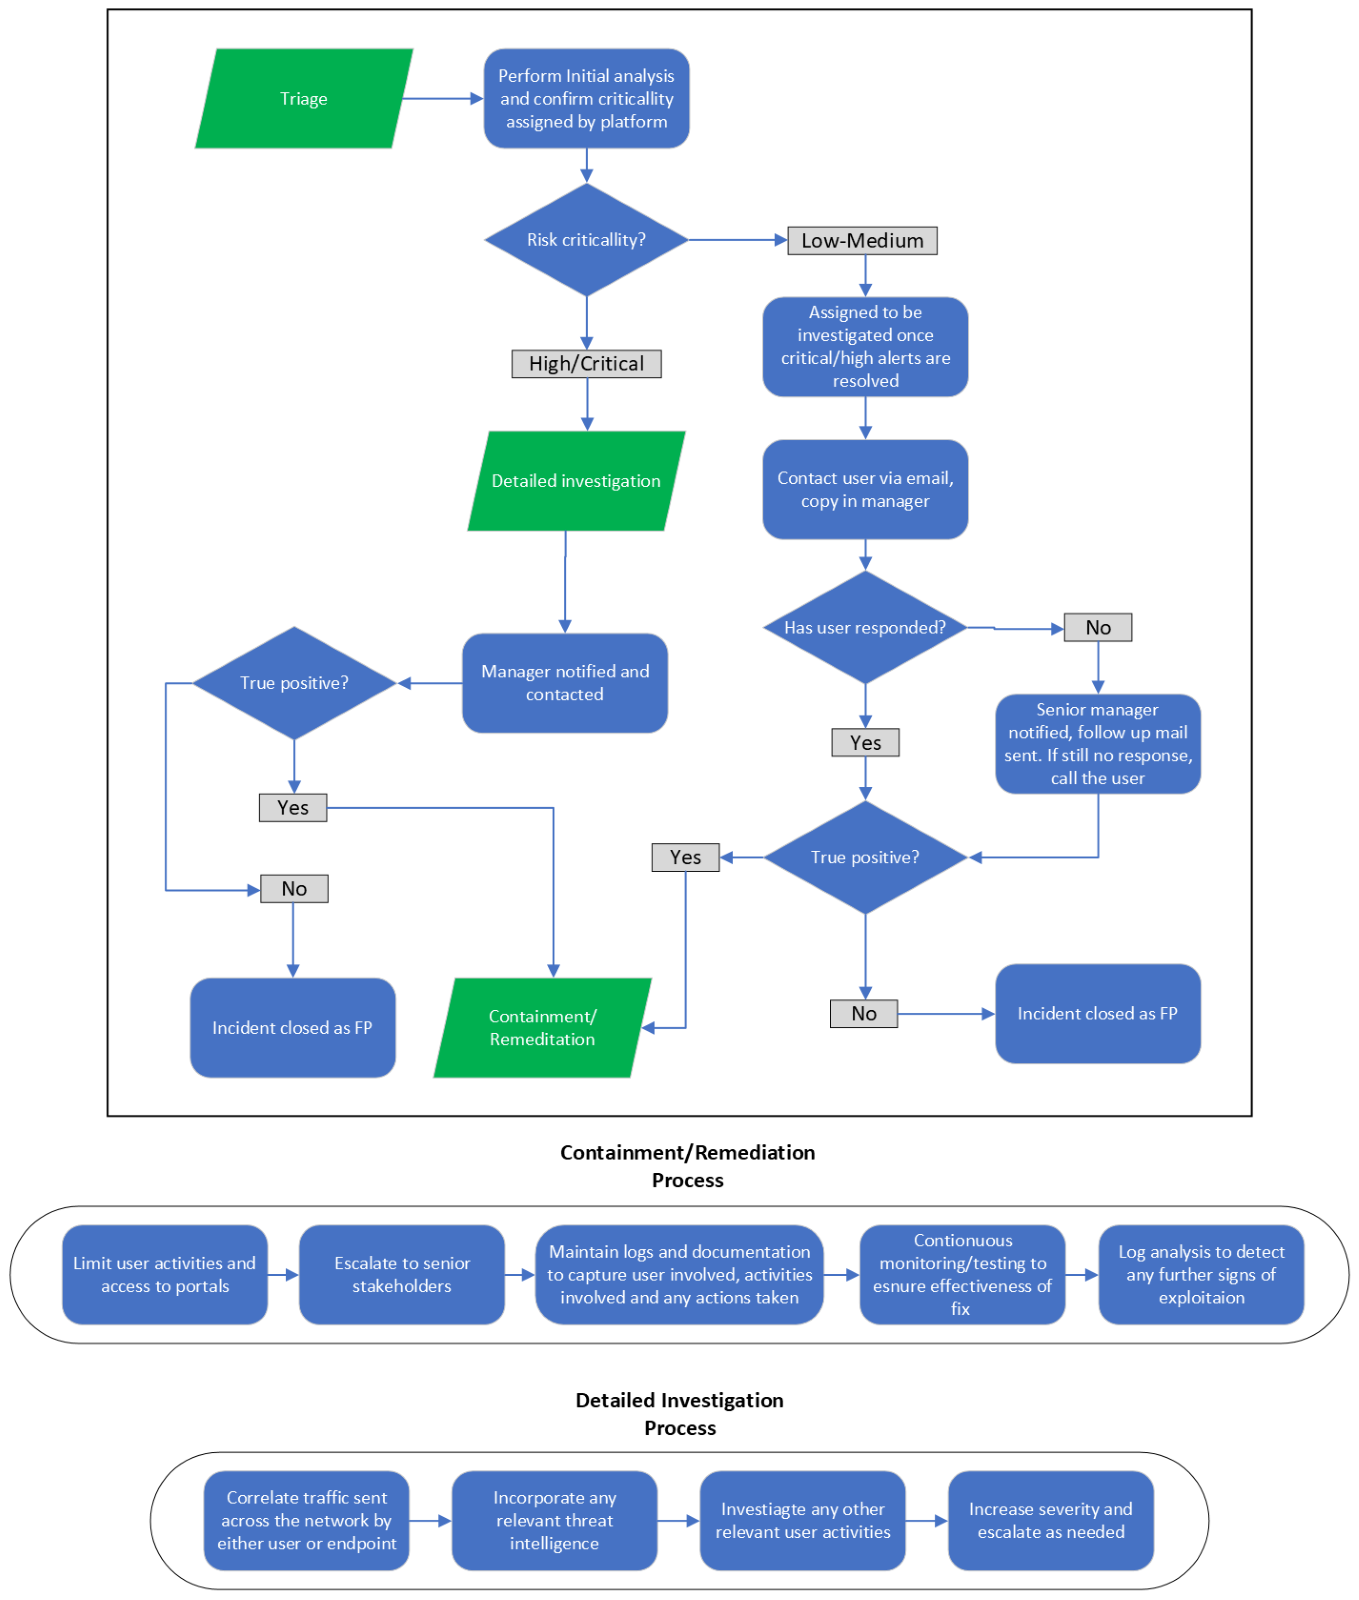 Triage
Perform Initial analysis
and confirm criticallity
assigned by platform
Risk criticallity?
Low-Medium
High/Critical
Assigned to be
investigated once
critical/high alerts are
resolved
Detailed investigation
Contact user via email,
copy in manager
Has user responded?
No
Manager notified and
contacted
True positive?
Senior manager
notified, follow up mail
sent. If still no response,
call the user
Yes
Yes
True positive?
Yes
No
No
Incident closed as FP
Containment/
Remeditation
Incident closed as FP
Containment/Remediation
Process
Limit user activities and
access to portals
Escalate to senior
stakeholders
Maintain logs and documentation
to capture user involved, activities
involved and any actions taken
Contionuous
monitoring/testing to
esnure effectiveness of
fix
Log analysis to detect
any further signs of
exploitaion
Detailed Investigation
Process
Correlate traffic sent
across the network by
either user or endpoint
Incorporate any
relevant threat
intelligence
Investiagte any other
relevant user activities
Increase severity and
escalate as needed